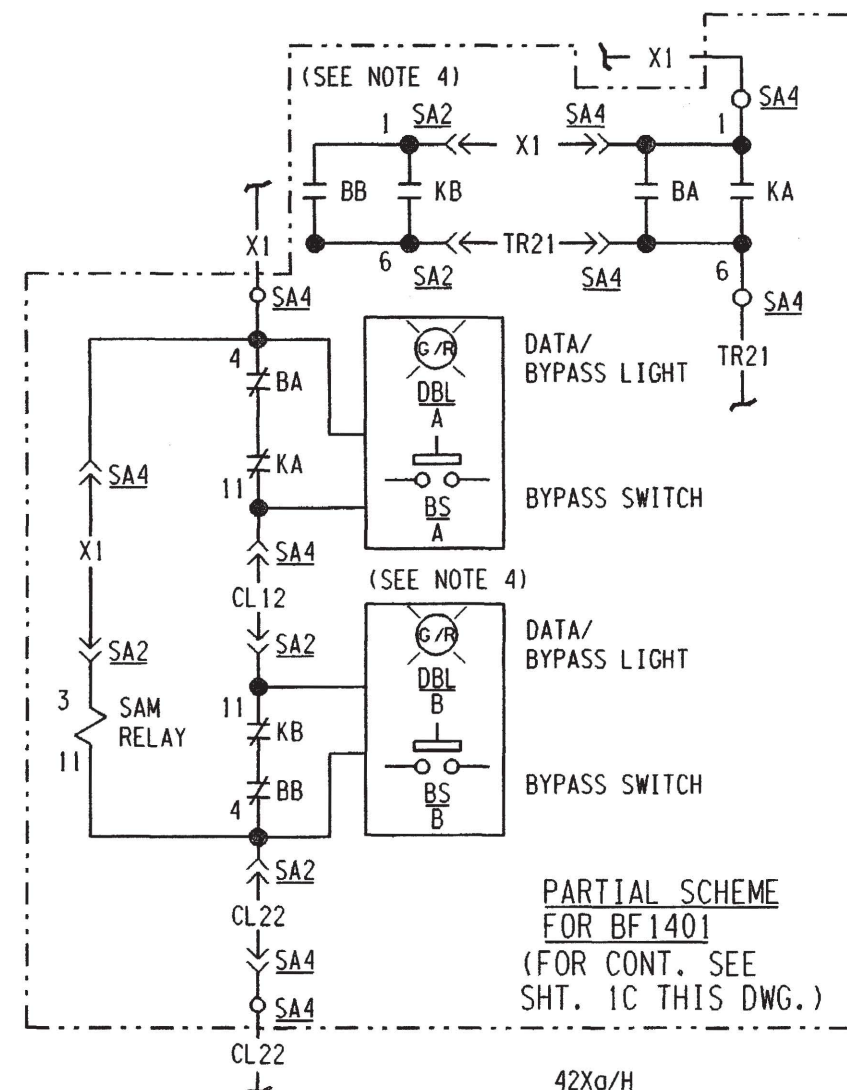 X1
(SEE NOTE 4)
SA4
1 SA2 SA4 1
X1
BB KB BA KA
X1
TR21
6 SA2 SA4 6
SA4
SA4
TR21
4
BA
G/R
DATA/
BYPASS LIGHT
DBL
A
SA4
KA
11
BS
A
BYPASS SWITCH
X1
SA4
(SEE NOTE 4)
CL12
SA2
SA2
G/R
DATA/
BYPASS LIGHT
DBL
B
3 SAM
RELAY
11
11
KB
BB
4
BS
B
BYPASS SWITCH
SA2
CL22
PARTIAL SCHEME
FOR BF1401
(FOR CONT. SEE
SHT. 1C THIS DWG.)
SA4
SA4
CL22
42Xa/H